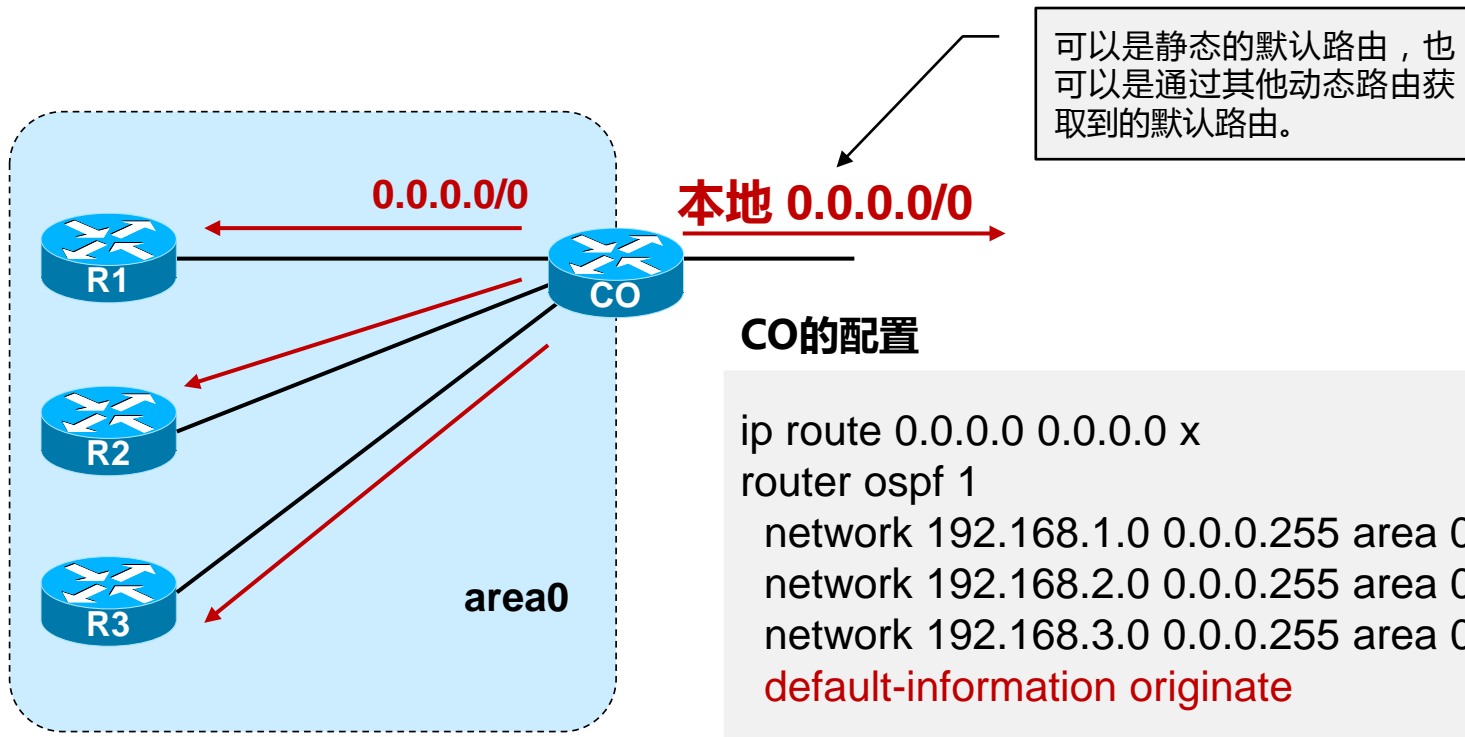 可以是静态的默认路由，也
可以是通过其他动态路由获
取到的默认路由。
0.0.0.0/0
本地 0.0.0.0/0
R1
CO
R2
R3
area0
CO的配置
ip route 0.0.0.0 0.0.0.0 x
router ospf 1
network 192.168.1.0 0.0.0.255 area 0
network 192.168.2.0 0.0.0.255 area 0
network 192.168.3.0 0.0.0.255 area 0
default-information originate